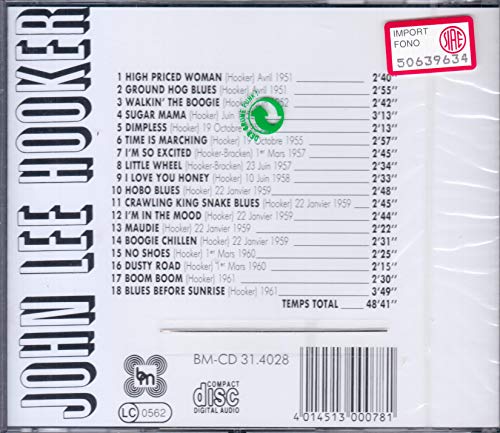 JOHN LEE HOOKER
IMPORT
FONO
SIAE
50639634
1 HIGH PRICED WOMAN (Hooker) Avril 1951 2'40"
2 GROUND HOG BLUES (Hooker) Avril 1951 2'55"
3 WALKIN' THE BOOGIE (Hooker) 1952 2'42"
4 SUGAR MAMA (Hooker) Juin 3'13"
5 DIMPLESS (Hooker) 19 Octobre 2'13"
6 TIME IS MARCHING (Hooker) 19 Octobre 1955 2'57"
7 I'M SO EXCITED (Hooker-Bracken) 1er Mars 1957 2'45"
8 LITTLE WHEEL (Hooker-Bracken) 23 Juin 1957 2'34"
9 I LOVE YOU HONEY (Hooker) 10 Juin 1958 2'33"
10 HOBO BLUES (Hooker) 22 Janvier 1959 2'48"
11 CRAWLING KING SNAKE BLUES (Hooker) 22 Janvier 1959 2'45"
12 I'M IN THE MOOD (Hooker) 22 Janvier 1959 2'44"
13 MAUDIE (Hooker) 22 Janvier 1959 2'22"
14 BOOGIE CHILLEN (Hooker) 22 Janvier 1959 2'31"
15 NO SHOES (Hooker) 1er Mars 1960 2'25"
16 DUSTY ROAD (Hooker) 1er Mars 1960 2'15"
17 BOOM BOOM (Hooker) 1961 2'30"
18 BLUES BEFORE SUNRISE (Hooker) 1961 3'49"
TEMPS TOTAL 48'41"
DER GRÜNE PUNKT
BM-CD 31.4028
bm
LC 0562
COMPACT
disc
DIGITAL AUDIO
4 014513 000781